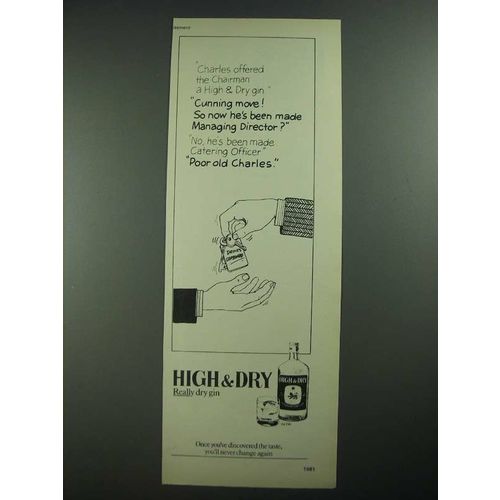 "Charles offered
the Chairman
a High & Dry gin"
"Cunning move!
So now he's been made
Managing Director?"
"No, he's been made
Catering Officer"
"Poor old Charles."
HIGH & DRY
Really dry gin
HIGH & DRY
Once you've discovered the taste,
you'll never change again
1981